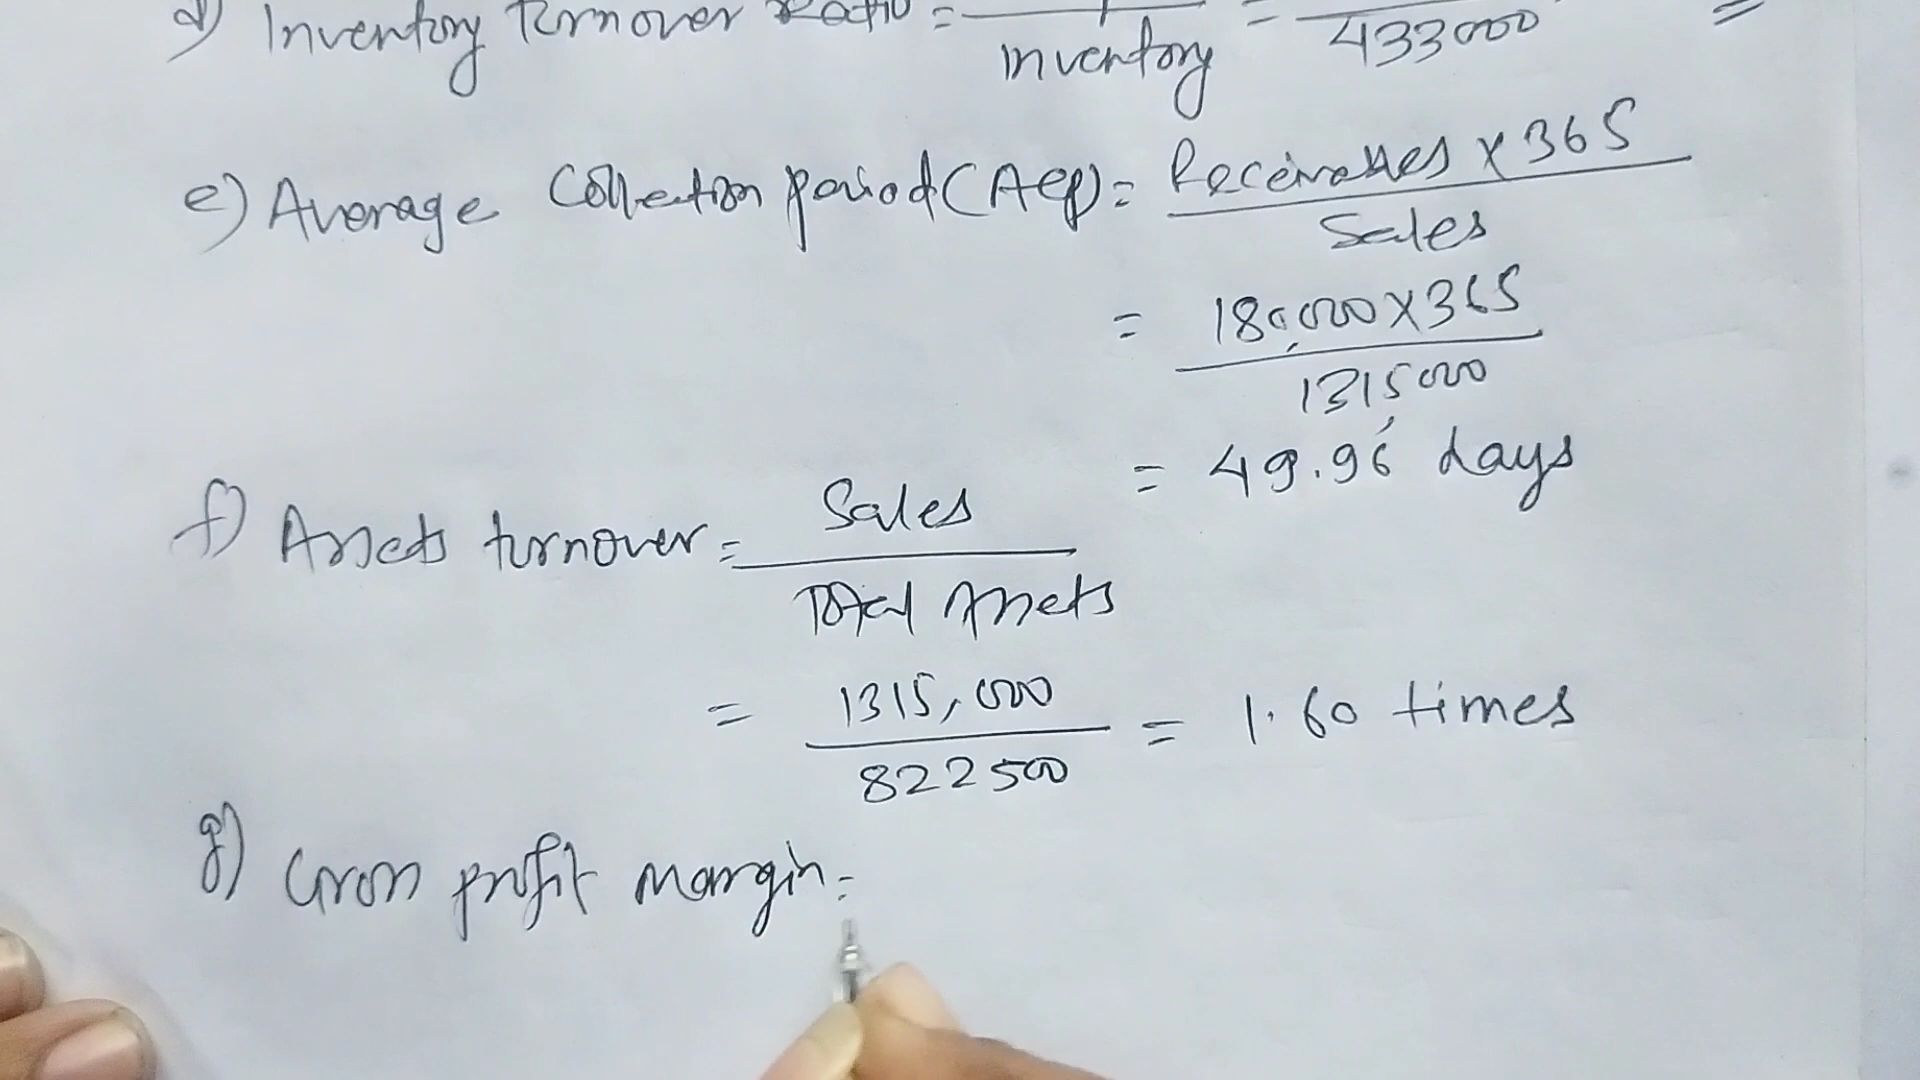 d) Inventory Turnover Ratio = / inventory = / 433000 =
e) Average Collection period (ACP) = Receivables x 365 / Sales
= 180,000 x 365 / 1315000
= 49.96 days
f) Assets turnover = Sales / Total Assets
= 1315,000 / 822500 = 1.60 times
g) Gross profit margin =